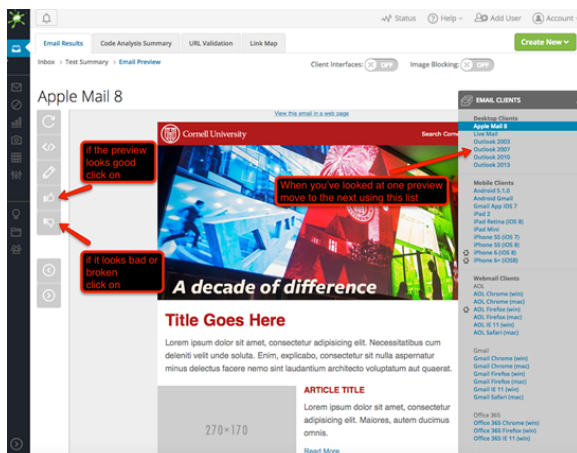 Status
Help
Add User
Account
Email Results
Code Analysis Summary
URL Validation
Link Map
Create New
Inbox > Test Summary > Email Preview
Client Interfaces: OFF
Image Blocking: OFF
Apple Mail 8
View this email in a web page
Cornell University
Search Corne
if the preview
looks good
click on
When you've looked at one preview
move to the next using this list
if it looks bad or
broken
click on
A decade of difference
Title Goes Here
Lorem ipsum dolor sit amet, consectetur adipisicing elit. Necessitatibus cum
deleniti velit unde soluta. Enim, explicabo, consectetur sit nulla aspernatur
minus delectus facere nemo sint laudantium architecto voluptatum aut quaerat.
270×170
ARTICLE TITLE
Lorem ipsum dolor sit amet, consectetur
adipisicing elit. Maiores, autem ducimus
omnis.
Read More
EMAIL CLIENTS
Desktop Clients
Apple Mail 8
Live Mail
Outlook 2003
Outlook 2007
Outlook 2010
Outlook 2013
Mobile Clients
Android 5.1.0
Android Gmail
Gmail App iOS 7
iPad 2
iPad Retina (iOS 8)
iPad Mini
iPhone 5S (iOS 7)
iPhone 5S (iOS 8)
iPhone 6 (iOS 8)
iPhone 6+ (iOS8)
Webmail Clients
AOL
AOL Chrome (win)
AOL Chrome (mac)
AOL Firefox (win)
AOL Firefox (mac)
AOL IE 11 (win)
AOL Safari (mac)
Gmail
Gmail Chrome (win)
Gmail Chrome (mac)
Gmail Firefox (win)
Gmail Firefox (mac)
Gmail IE 11 (win)
Gmail Safari (mac)
Office 365
Office 365 Chrome (win)
Office 365 Firefox (win)
Office 365 IE 11 (win)